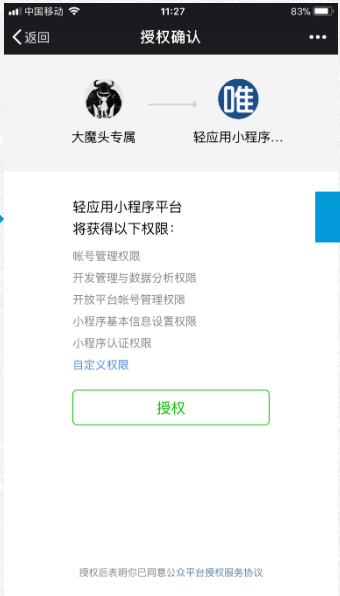 中国移动 11:27 83%
返回 授权确认
唯
大魔头专属 轻应用小程序...
轻应用小程序平台
将获得以下权限：
帐号管理权限
开发管理与数据分析权限
开放平台帐号管理权限
小程序基本信息设置权限
小程序认证权限
自定义权限
授权
授权后表明你已同意公众平台授权服务协议